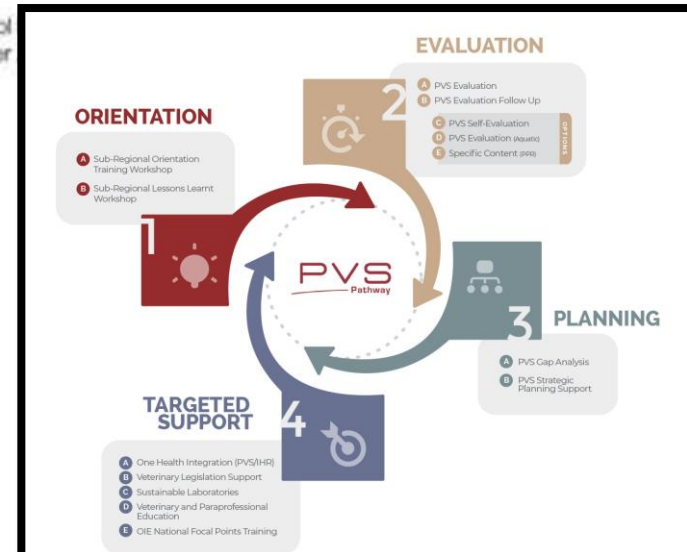 ORIENTATION
A Sub-Regional Orientation
Training Workshop
B Sub-Regional Lessons Learnt
Workshop
1
EVALUATION
2
A PVS Evaluation
B PVS Evaluation Follow Up
C PVS Self-Evaluation
D PVS Evaluation (Aquatic)
E Specific Content (PPR)
OPTIONS
PVS
Pathway
3
PLANNING
A PVS Gap Analysis
B PVS Strategic
Planning Support
TARGETED
SUPPORT
4
A One Health Integration (PVS/IHR)
B Veterinary Legislation Support
C Sustainable Laboratories
D Veterinary and Paraprofessional
Education
E OIE National Focal Points Training